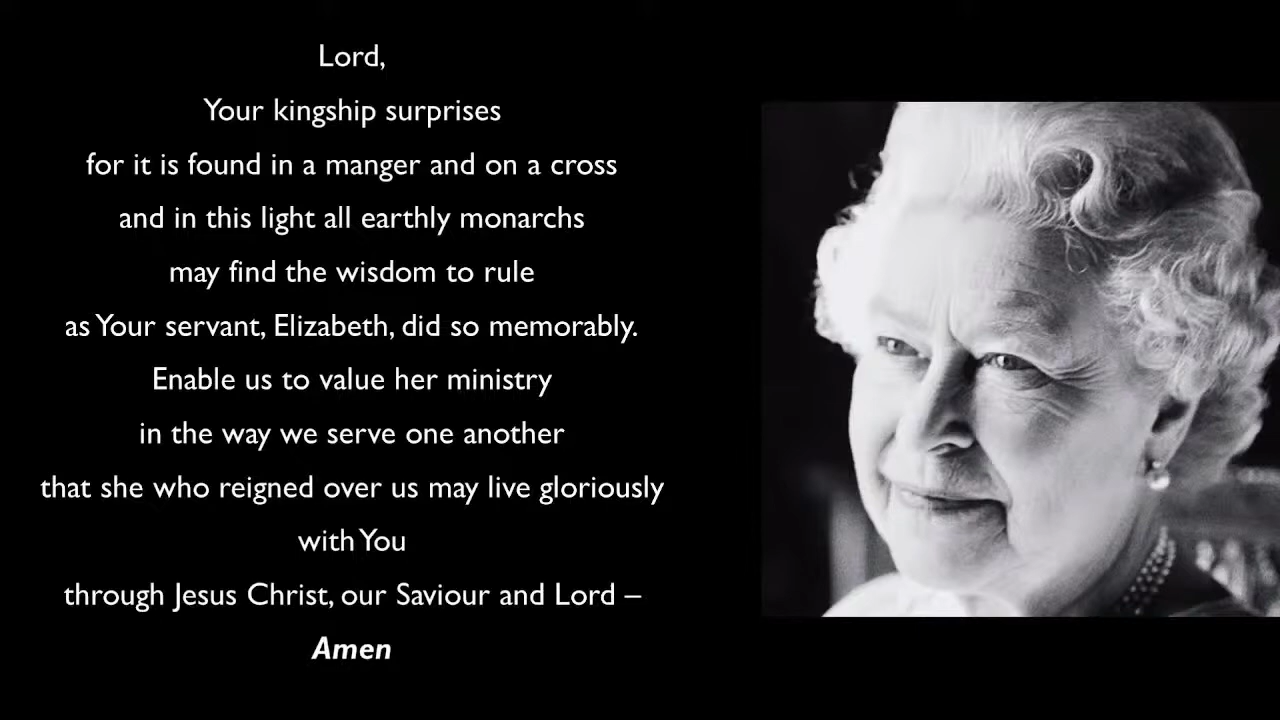 Lord,
Your kingship surprises
for it is found in a manger and on a cross
and in this light all earthly monarchs
may find the wisdom to rule
as Your servant, Elizabeth, did so memorably.
Enable us to value her ministry
in the way we serve one another
that she who reigned over us may live gloriously
with You
through Jesus Christ, our Saviour and Lord –
Amen